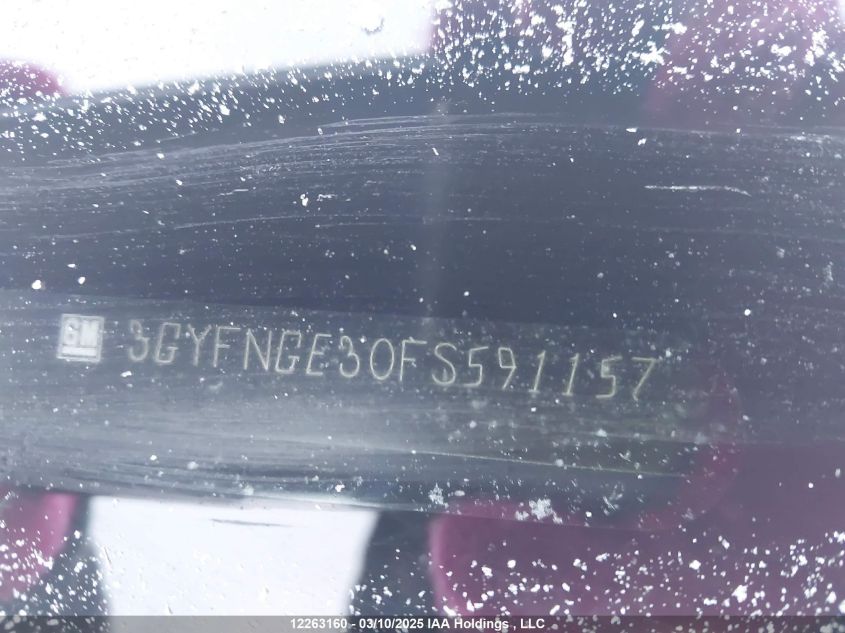 GM 3GYFNGE30FS591157
12263160 - 03/10/2025 IAA Holdings , LLC